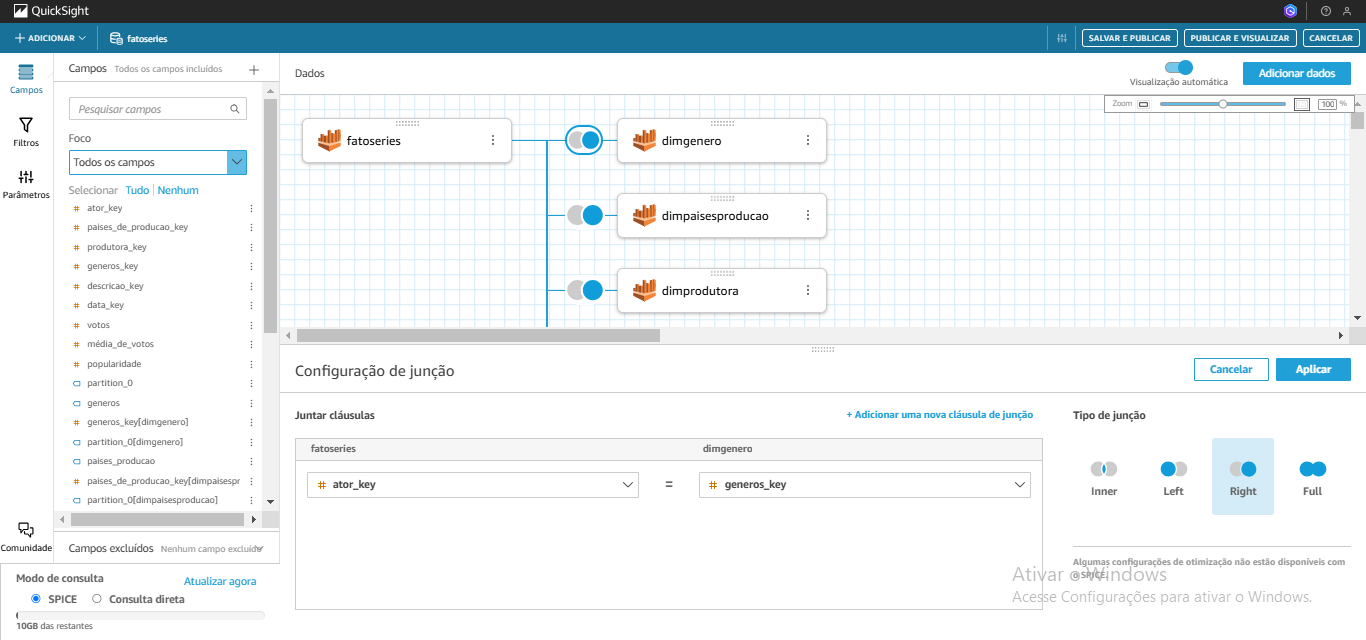 QuickSight
ADICIONAR
fatoseries
SALVAR E PUBLICAR
PUBLICAR E VISUALIZAR
CANCELAR
Campos
Filtros
Parâmetros
Comunidade
Campos Todos os campos incluídos
Pesquisar campos
Foco
Todos os campos
Selecionar Tudo Nenhum
# ator_key
# paises_de_producao_key
# produtora_key
# generos_key
# descricao_key
# data_key
# votos
# média_de_votos
# popularidade
partition_0
generos
# generos_key[dimgenero]
partition_0[dimgenero]
paises_producao
# paises_de_producao_key[dimpaisespr
partition_0[dimpaisesproducao]
Campos excluídos Nenhum campo excluído
Modo de consulta Atualizar agora
SPICE Consulta direta
10GB das restantes
Dados
Visualização automática
Adicionar dados
Zoom 100 %
fatoseries
dimgenero
dimpaisesproducao
dimprodutora
Configuração de junção
Cancelar
Aplicar
Juntar cláusulas
+ Adicionar uma nova cláusula de junção
fatoseries dimgenero
# ator_key = # generos_key
Tipo de junção
Inner Left Right Full
Algumas configurações de otimização não estão disponíveis com
o SPICE.
Ativar o Windows
Acesse Configurações para ativar o Windows.